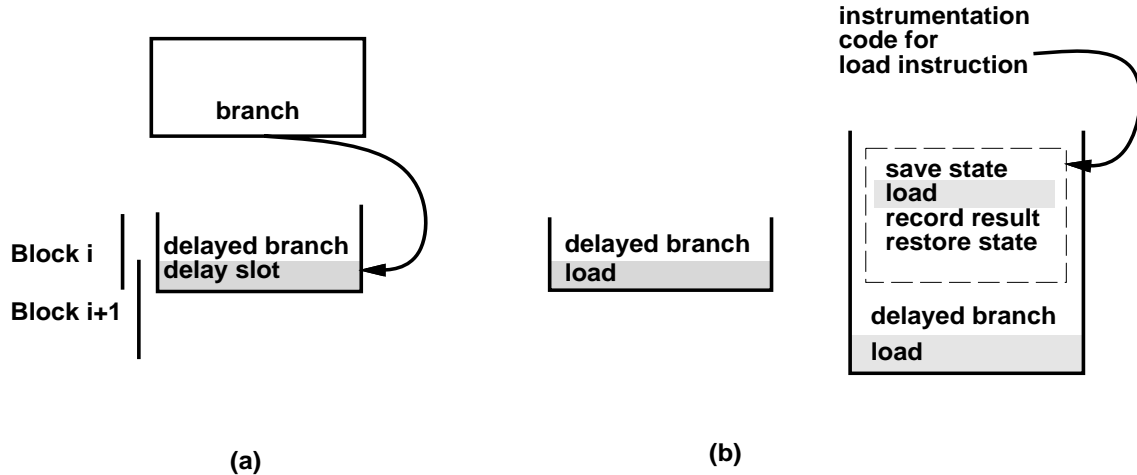 branch
Block i
delayed branch
delay slot
Block i+1
(a)
delayed branch
load
(b)
instrumentation
code for
load instruction
save state
load
record result
restore state
delayed branch
load